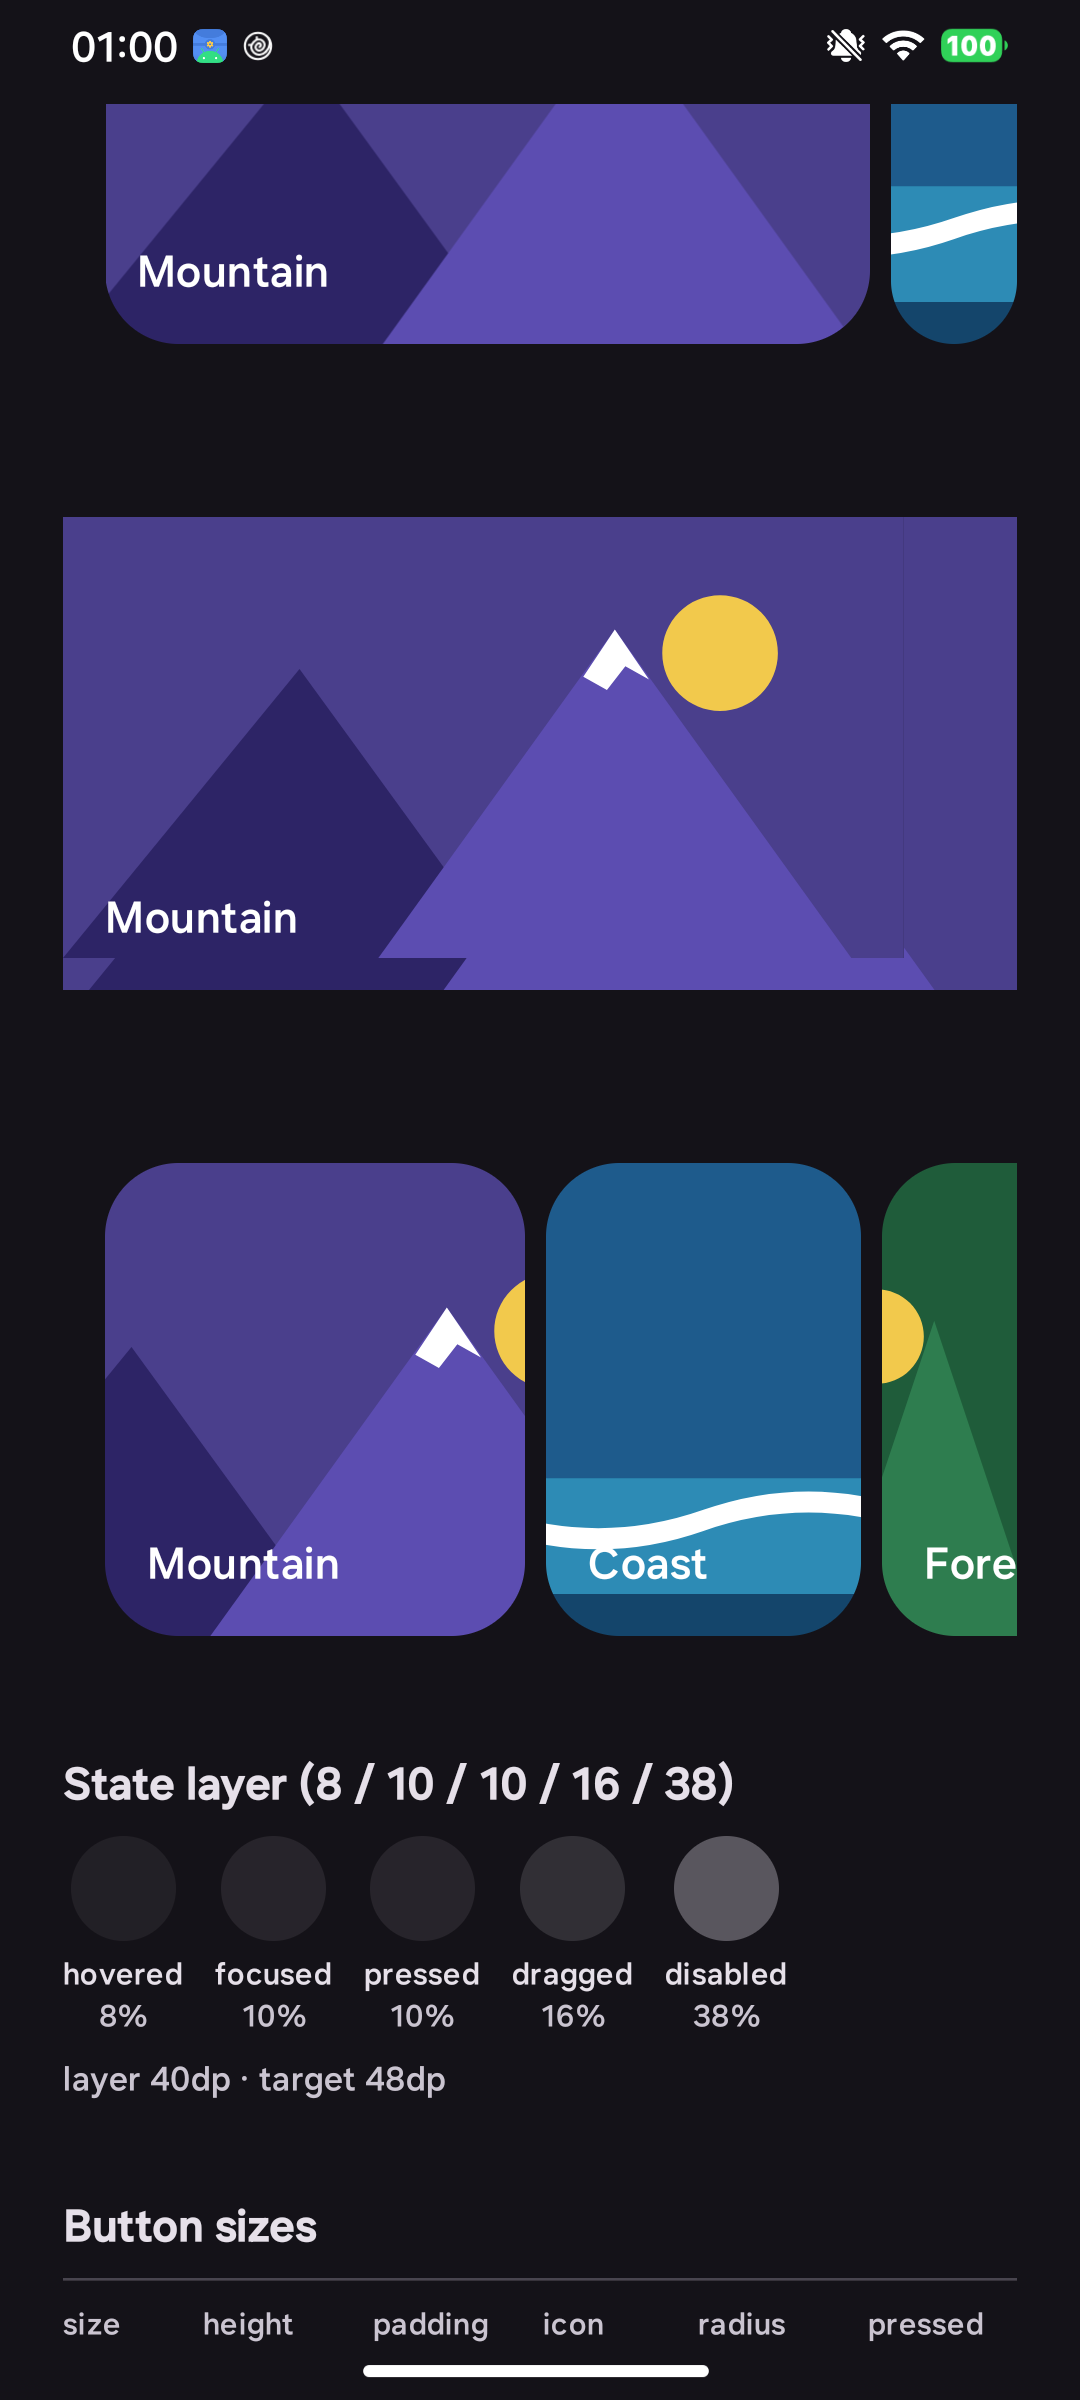 01:00
100
Mountain
Mountain
Mountain
Coast
Fore
State layer (8 / 10 / 10 / 16 / 38)
hovered focused pressed dragged disabled
8% 10% 10% 16% 38%
layer 40dp · target 48dp
Button sizes
size height padding icon radius pressed